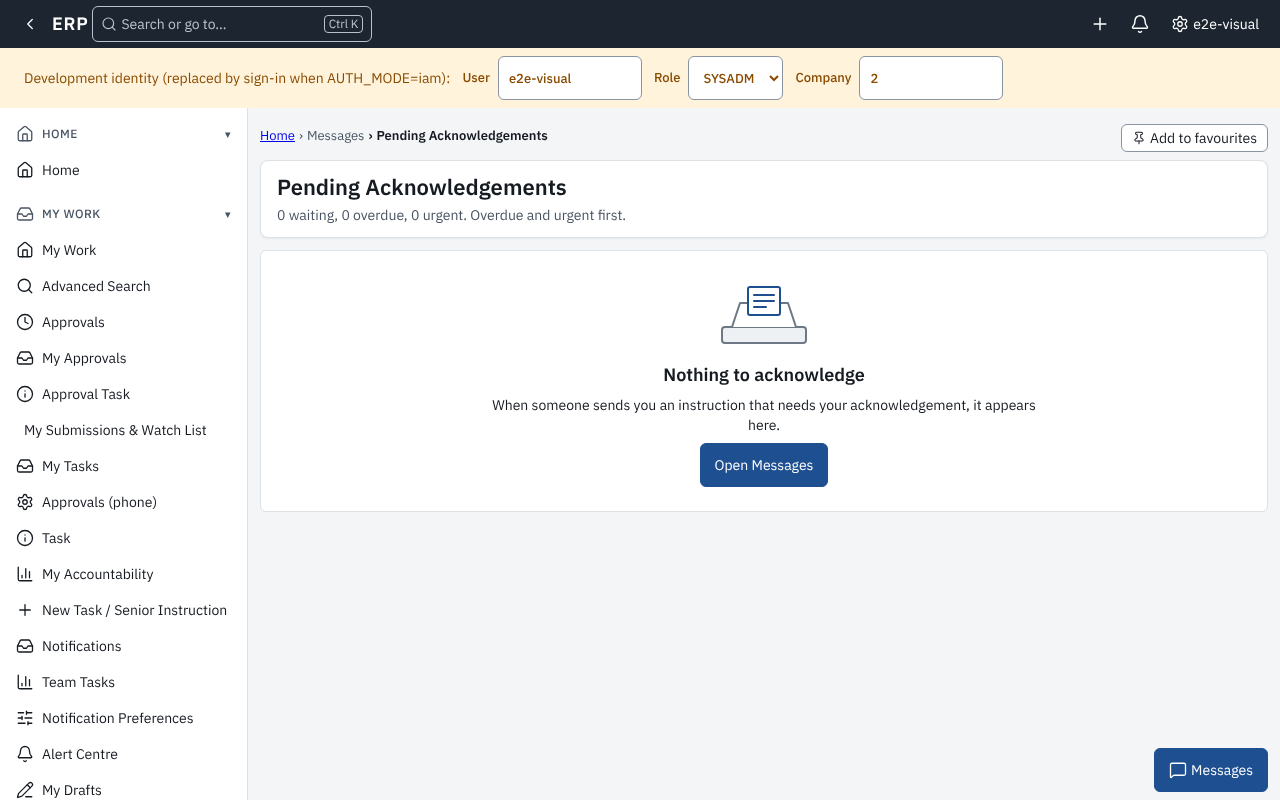 ERP
Search or go to...
Ctrl K
e2e-visual
Development identity (replaced by sign-in when AUTH_MODE=iam):
User
e2e-visual
Role
SYSADM
Company
2
HOME
Home
MY WORK
My Work
Advanced Search
Approvals
My Approvals
Approval Task
My Submissions & Watch List
My Tasks
Approvals (phone)
Task
My Accountability
New Task / Senior Instruction
Notifications
Team Tasks
Notification Preferences
Alert Centre
My Drafts
Home › Messages › Pending Acknowledgements
Add to favourites
Pending Acknowledgements
0 waiting, 0 overdue, 0 urgent. Overdue and urgent first.
Nothing to acknowledge
When someone sends you an instruction that needs your acknowledgement, it appears
here.
Open Messages
Messages